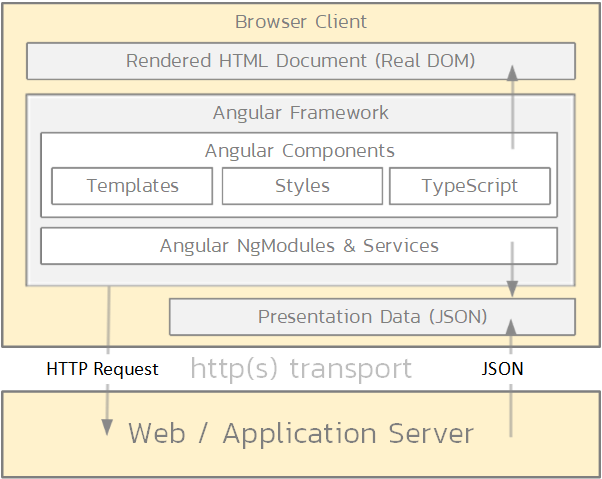 Browser Client
Rendered HTML Document (Real DOM)
Angular Framework
Angular Components
Templates
Styles
TypeScript
Angular NgModules & Services
Presentation Data (JSON)
HTTP Request
http(s) transport
JSON
Web / Application Server